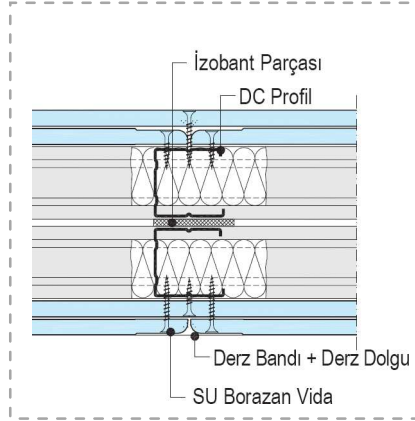 İzobant Parçası
DC Profil
Derz Bandı + Derz Dolgu
SU Borazan Vida